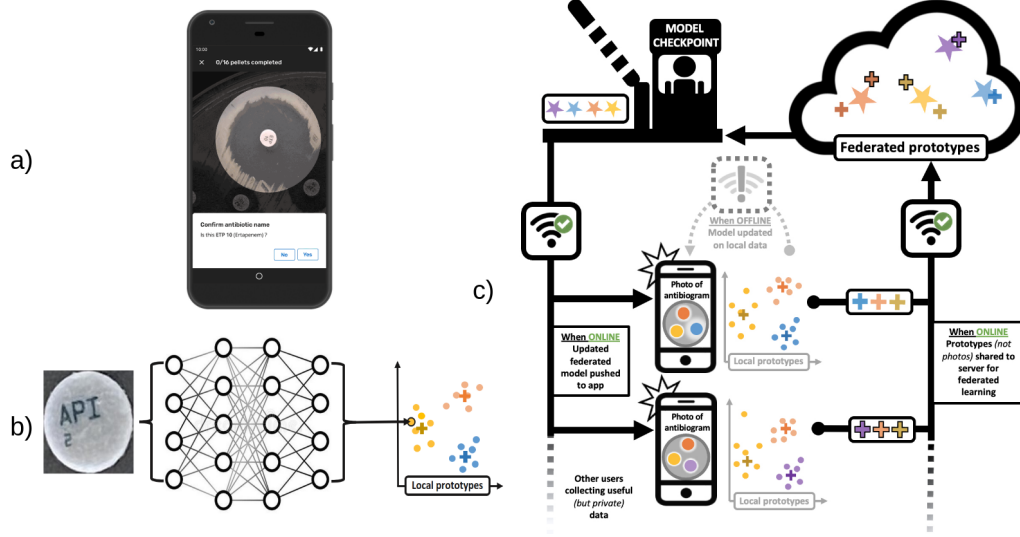 a)
12:00
0/16 pellets completed
Confirm antibiotic name
Is this ETP 10 (Ertapenem) ?
No
Yes
b)
API
2
Local prototypes
c)
MODEL
CHECKPOINT
Federated prototypes
When OFFLINE
Model updated
on local data
Photo of
antibiogram
Local prototypes
When ONLINE
Updated
federated
model pushed
to app
When ONLINE
Prototypes (not
photos) shared to
server for
federated
learning
Photo of
antibiogram
Local prototypes
Other users
collecting useful
(but private)
data